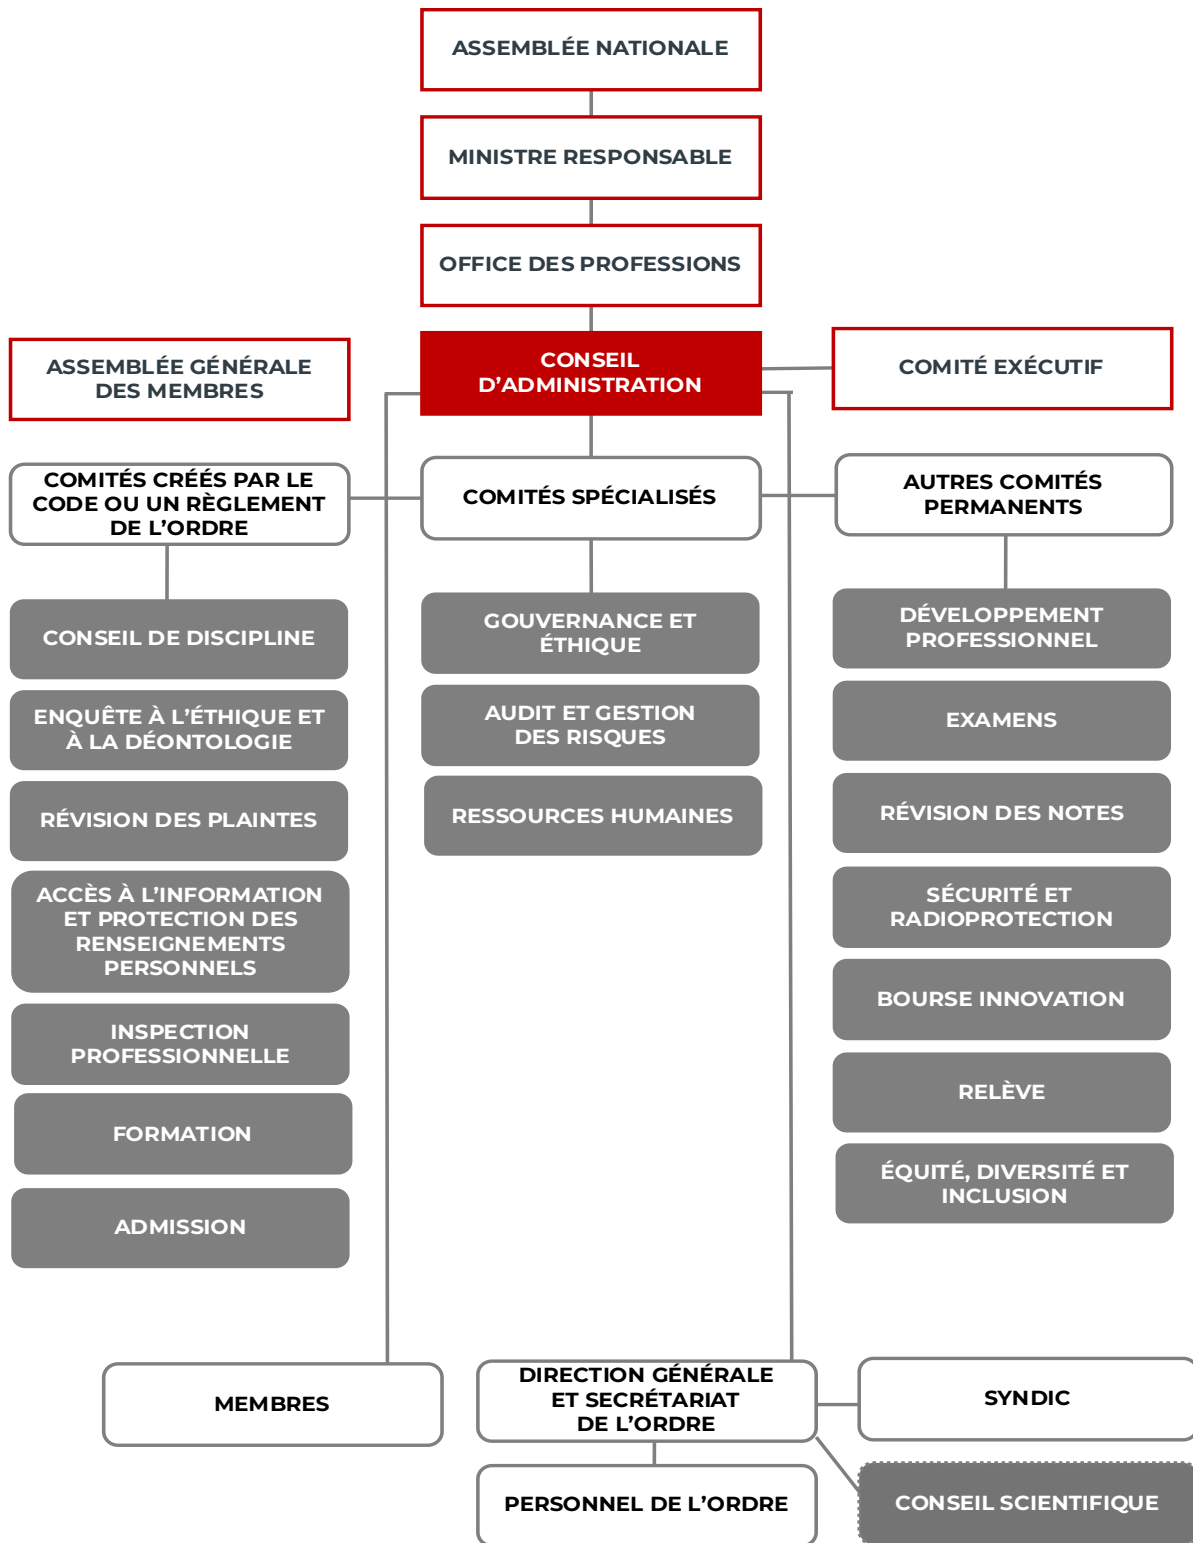 ASSEMBLÉE NATIONALE
MINISTRE RESPONSABLE
OFFICE DES PROFESSIONS
ASSEMBLÉE GÉNÉRALE
DES MEMBRES
CONSEIL
D’ADMINISTRATION
COMITÉ EXÉCUTIF
COMITÉS CRÉÉS PAR LE
CODE OU UN RÈGLEMENT
DE L’ORDRE
COMITÉS SPÉCIALISÉS
AUTRES COMITÉS
PERMANENTS
CONSEIL DE DISCIPLINE
ENQUÊTE À L’ÉTHIQUE ET
À LA DÉONTOLOGIE
RÉVISION DES PLAINTES
ACCÈS À L’INFORMATION
ET PROTECTION DES
RENSEIGNEMENTS
PERSONNELS
INSPECTION
PROFESSIONNELLE
FORMATION
ADMISSION
GOUVERNANCE ET
ÉTHIQUE
AUDIT ET GESTION
DES RISQUES
RESSOURCES HUMAINES
DÉVELOPPEMENT
PROFESSIONNEL
EXAMENS
RÉVISION DES NOTES
SÉCURITÉ ET
RADIOPROTECTION
BOURSE INNOVATION
RELÈVE
ÉQUITÉ, DIVERSITÉ ET
INCLUSION
MEMBRES
DIRECTION GÉNÉRALE
ET SECRÉTARIAT
DE L’ORDRE
SYNDIC
PERSONNEL DE L’ORDRE
CONSEIL SCIENTIFIQUE